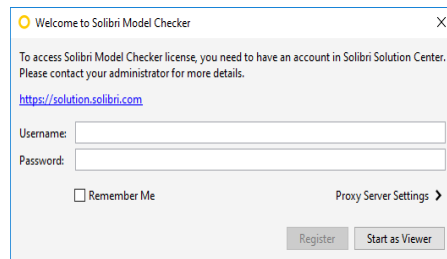 Welcome to Solibri Model Checker
To access Solibri Model Checker license, you need to have an account in Solibri Solution Center.
Please contact your administrator for more details.
https://solution.solibri.com
Username:
Password:
Remember Me
Proxy Server Settings
Register
Start as Viewer